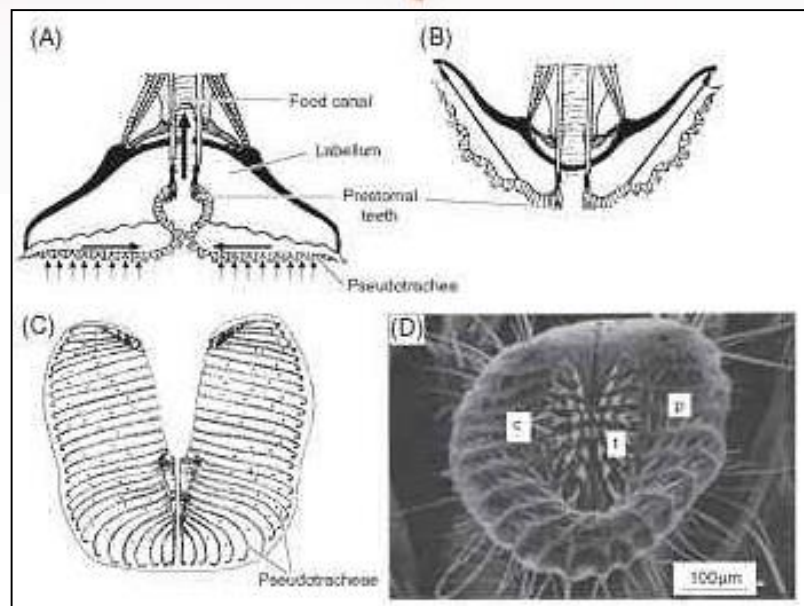 (A)
(B)
Food canal
Labellum
Prestomal
teeth
Pseudotrachea
(C)
(D)
c
t
p
Pseudotracheae
100µm